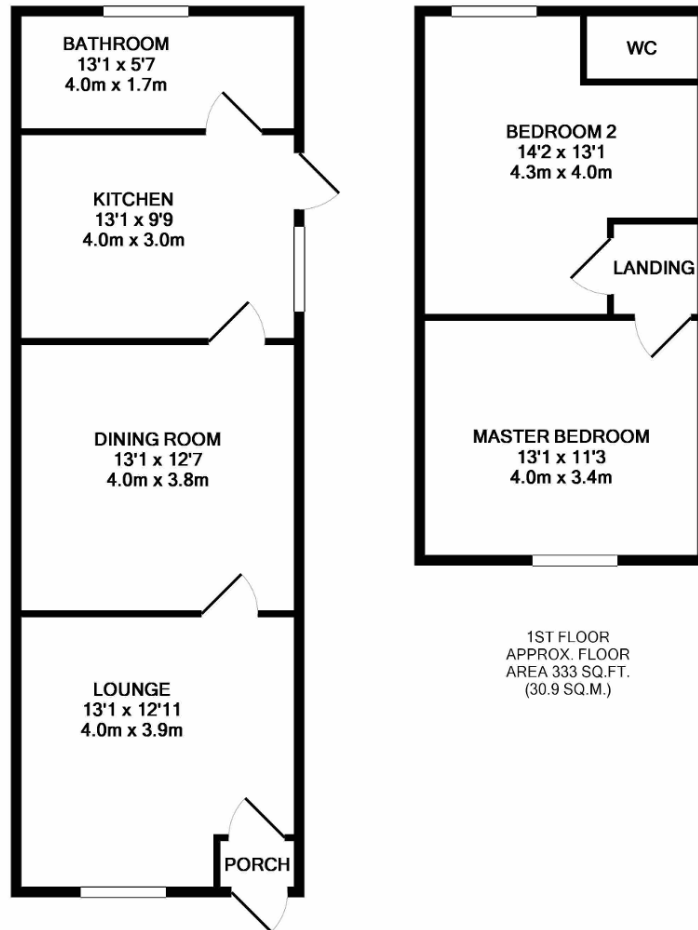 BATHROOM
13'1 x 5'7
4.0m x 1.7m
KITCHEN
13'1 x 9'9
4.0m x 3.0m
DINING ROOM
13'1 x 12'7
4.0m x 3.8m
LOUNGE
13'1 x 12'11
4.0m x 3.9m
PORCH
WC
BEDROOM 2
14'2 x 13'1
4.3m x 4.0m
LANDING
MASTER BEDROOM
13'1 x 11'3
4.0m x 3.4m
1ST FLOOR
APPROX. FLOOR
AREA 333 SQ.FT.
(30.9 SQ.M.)